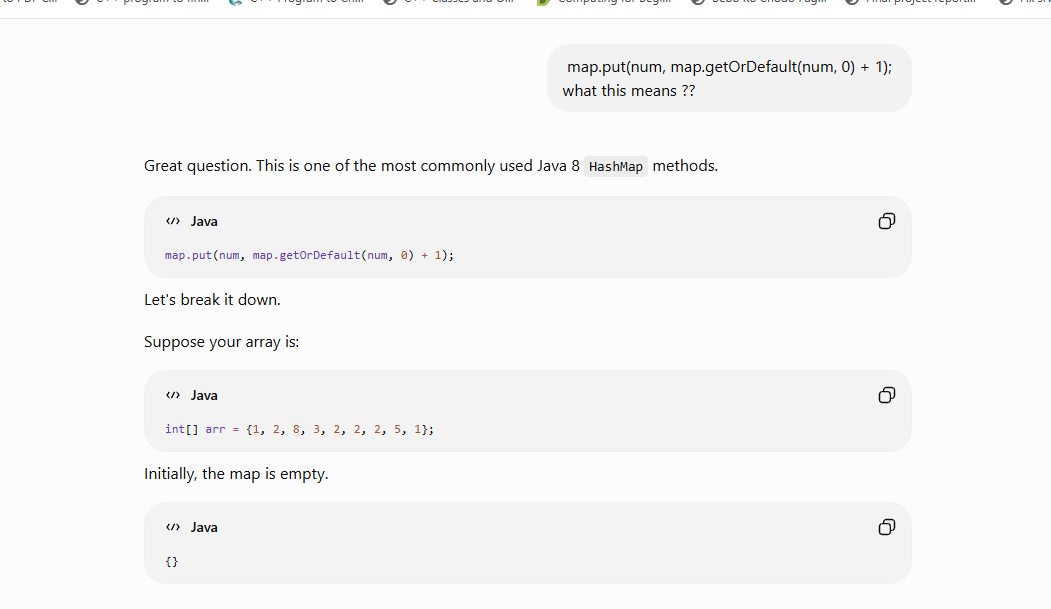 map.put(num, map.getOrDefault(num, 0) + 1);
what this means ??
Great question. This is one of the most commonly used Java 8 HashMap methods.
</> Java
map.put(num, map.getOrDefault(num, 0) + 1);
Let's break it down.
Suppose your array is:
</> Java
int[] arr = {1, 2, 8, 3, 2, 2, 2, 5, 1};
Initially, the map is empty.
</> Java
{}